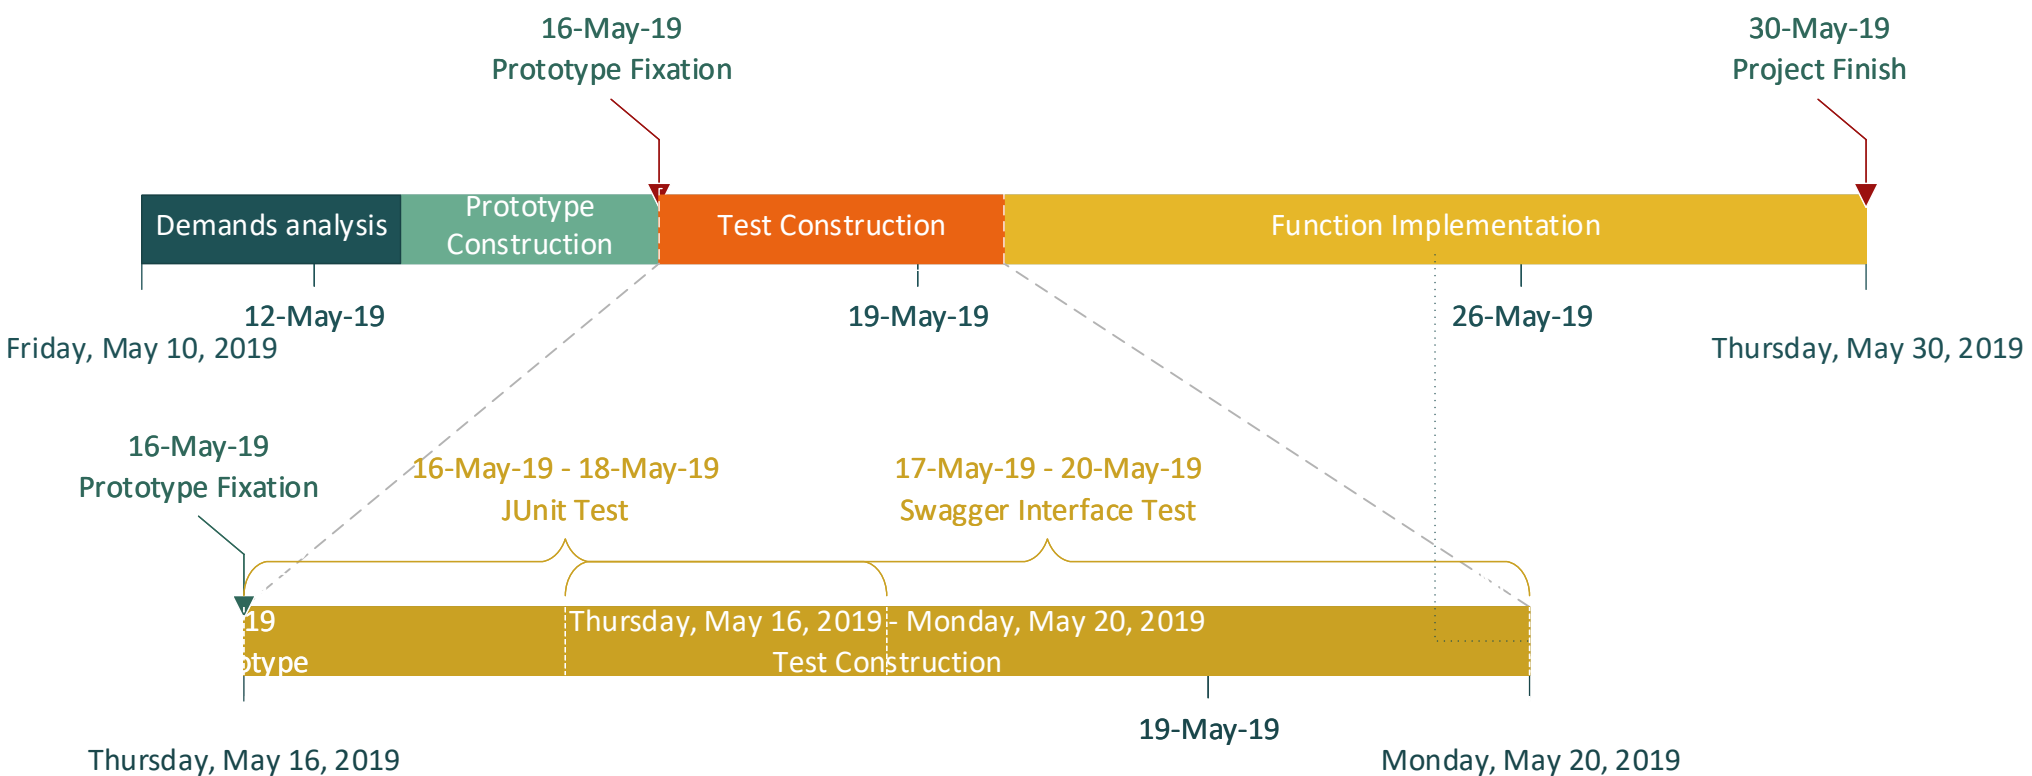 16-May-19
Prototype Fixation
30-May-19
Project Finish
Demands analysis
Prototype
Construction
Test Construction
Function Implementation
12-May-19
19-May-19
26-May-19
Friday, May 10, 2019
Thursday, May 30, 2019
16-May-19
Prototype Fixation
16-May-19 - 18-May-19
JUnit Test
17-May-19 - 20-May-19
Swagger Interface Test
19
otype
Thursday, May 16, 2019 - Monday, May 20, 2019
Test Construction
19-May-19
Thursday, May 16, 2019
Monday, May 20, 2019